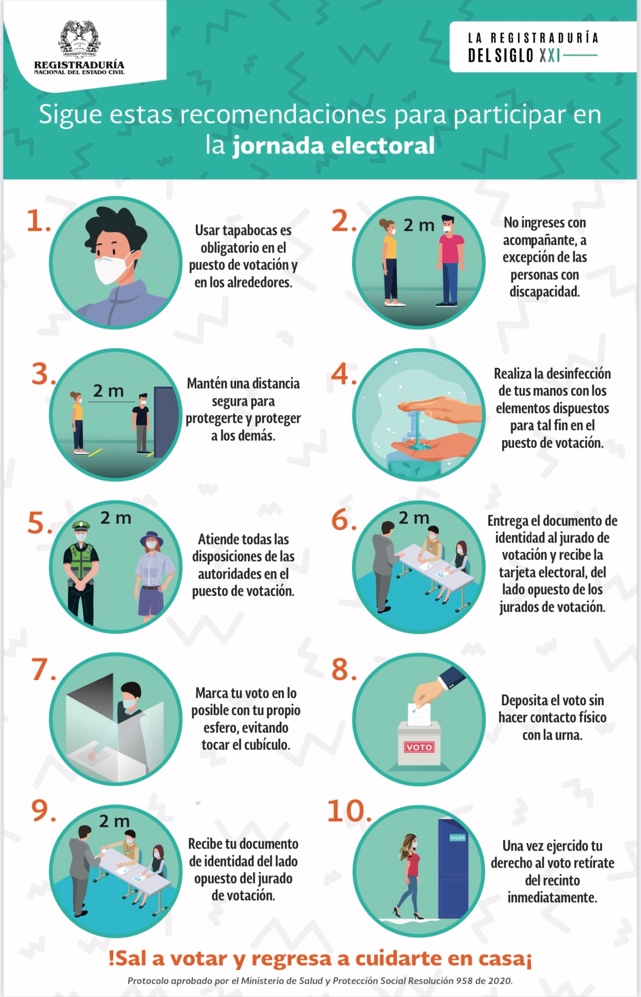 REGISTRADURÍA
NACIONAL DEL ESTADO CIVIL
LA REGISTRADURÍA
DEL SIGLO XXI
Sigue estas recomendaciones para participar en
la jornada electoral
1.
Usar tapabocas es
obligatorio en el
puesto de votación y
en los alrededores.
2.
2 m
No ingreses con
acompañante, a
excepción de las
personas con
discapacidad.
3.
2 m
Mantén una distancia
segura para
protegerte y proteger
a los demás.
4.
Realiza la desinfección
de tus manos con los
elementos dispuestos
para tal fin en el
puesto de votación.
5.
2 m
Atiende todas las
disposiciones de las
autoridades en el
puesto de votación.
6.
2 m
Entrega el documento de
identidad al jurado de
votación y recibe la
tarjeta electoral, del
lado opuesto de los
jurados de votación.
7.
Marca tu voto en lo
posible con tu propio
esfero, evitando
tocar el cubículo.
8.
VOTO
Deposita el voto sin
hacer contacto físico
con la urna.
9.
2 m
Recibe tu documento
de identidad del lado
opuesto del jurado
de votación.
10.
SALIDA
Una vez ejercido tu
derecho al voto retírate
del recinto
inmediatamente.
!Sal a votar y regresa a cuidarte en casa¡
Protocolo aprobado por el Ministerio de Salud y Protección Social Resolución 958 de 2020.